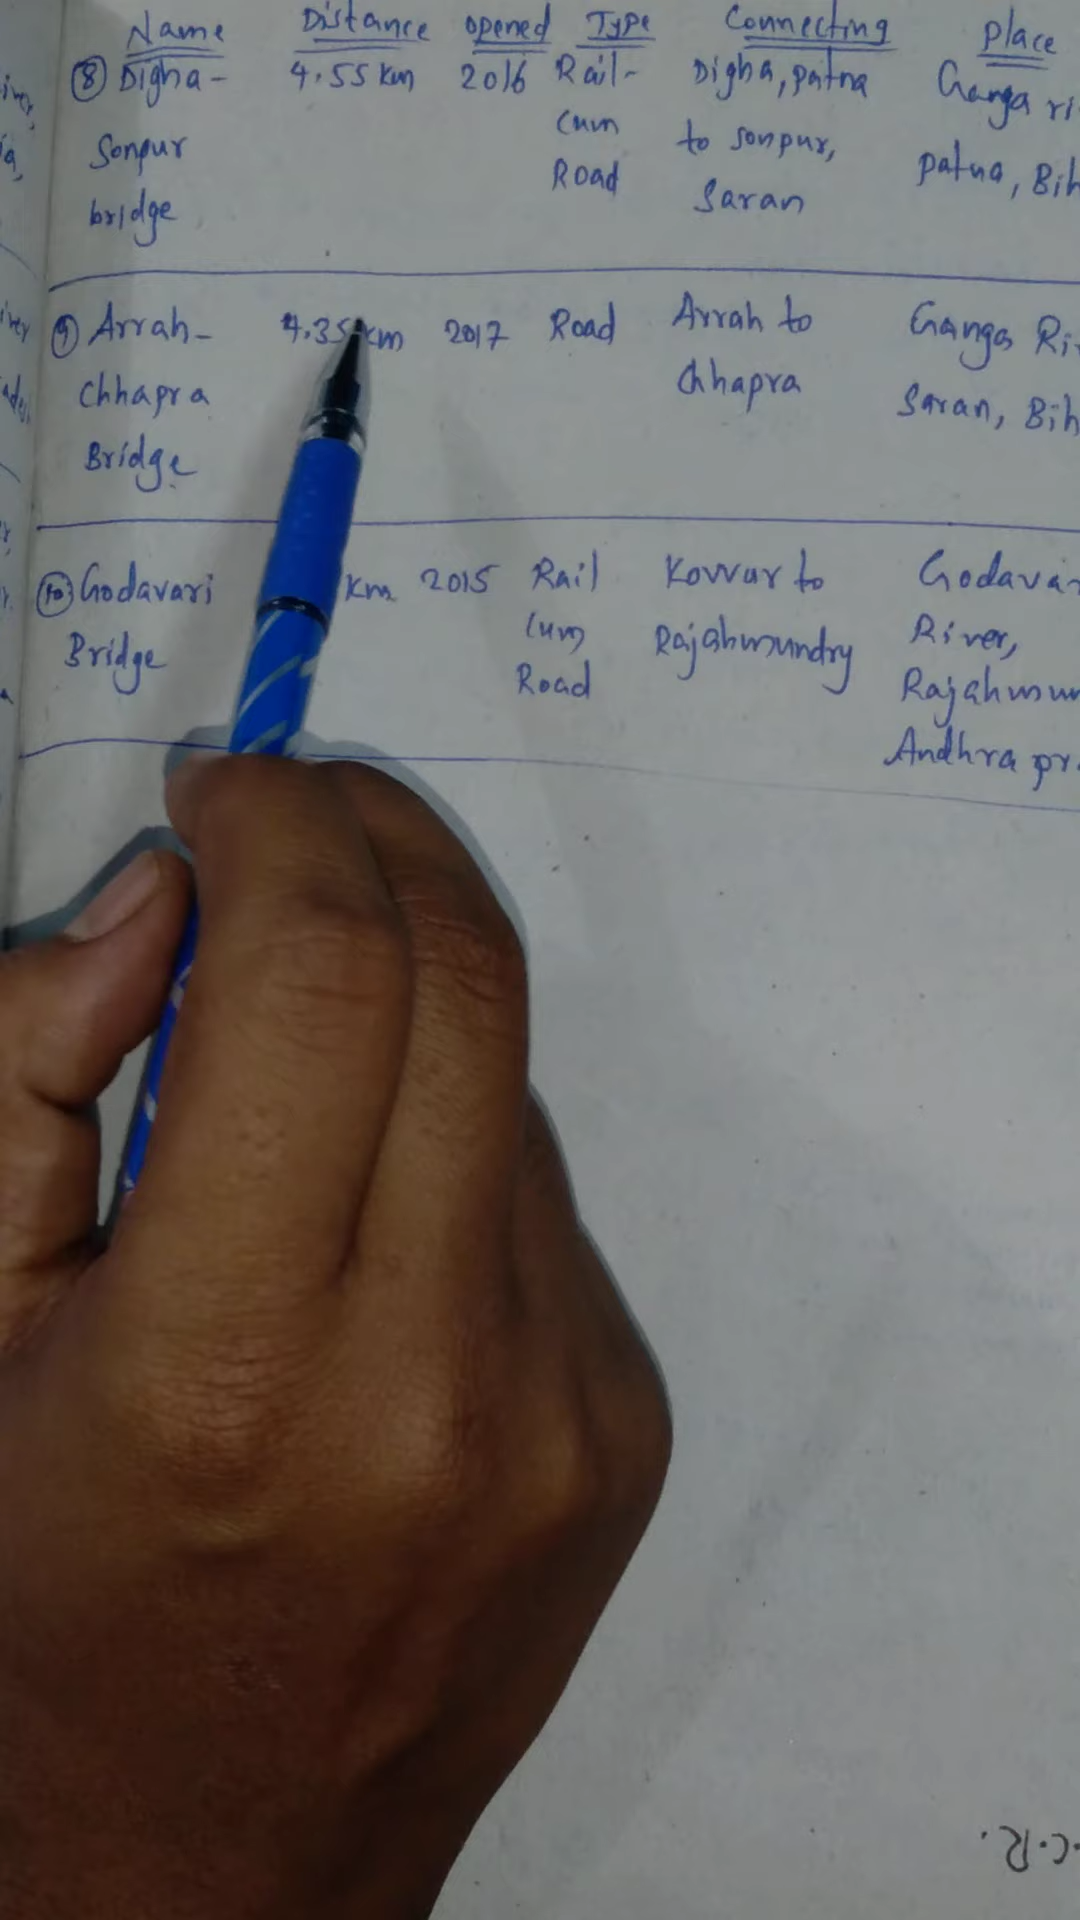 Name Distance opened Type Connecting Place
⑧ Digha- 4.55 km 2016 Rail- Digha, patna Ganga ri
Sonpur Cum to sonpur, patna, Bih
bridge Road Saran
⑨ Arrah- 4.35 km 2017 Road Arrah to Ganga Ri
Chhapra Chhapra Saran, Bih
Bridge
⑩ Godavari km 2015 Rail Kovvur to Godava
Bridge Cum Rajahmundry River,
Road Rajahmu
Andhra pr
.C.R.